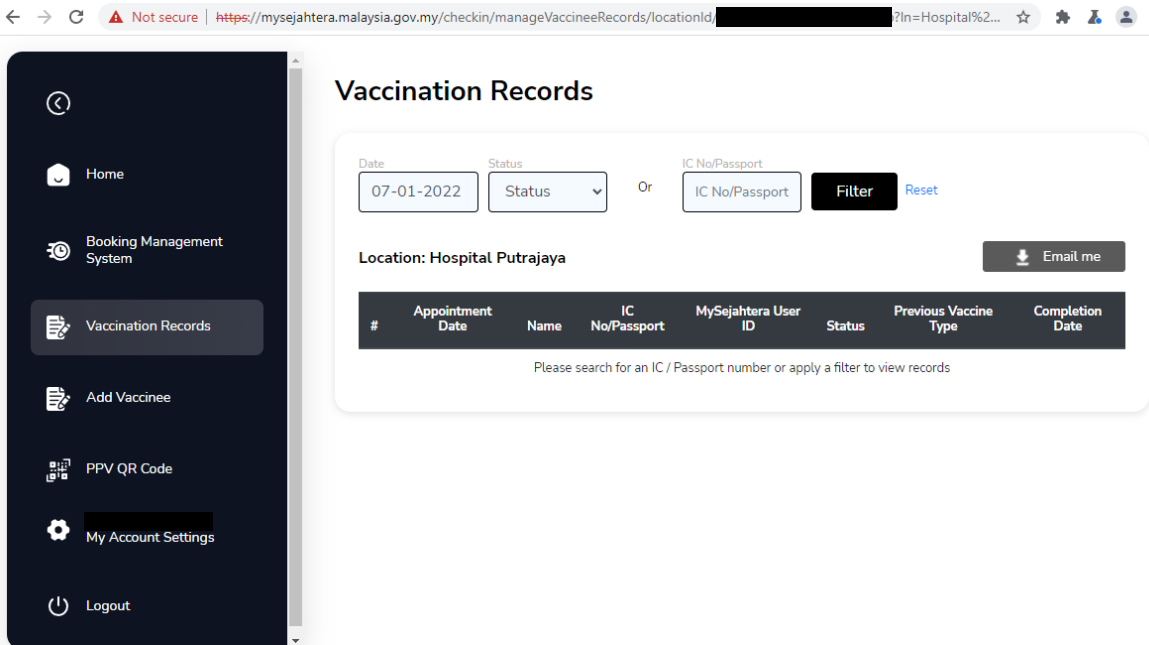 Not secure
https://mysejahtera.malaysia.gov.my/checkin/manageVaccineeRecords/locationId/
?ln=Hospital%2...
Home
Booking Management
System
Vaccination Records
Add Vaccinee
PPV QR Code
My Account Settings
Logout
Vaccination Records
Date Status IC No/Passport
07-01-2022 Status Or IC No/Passport Filter Reset
Location: Hospital Putrajaya Email me
# Appointment Date Name IC No/Passport MySejahtera User ID Status Previous Vaccine Type Completion Date
Please search for an IC / Passport number or apply a filter to view records